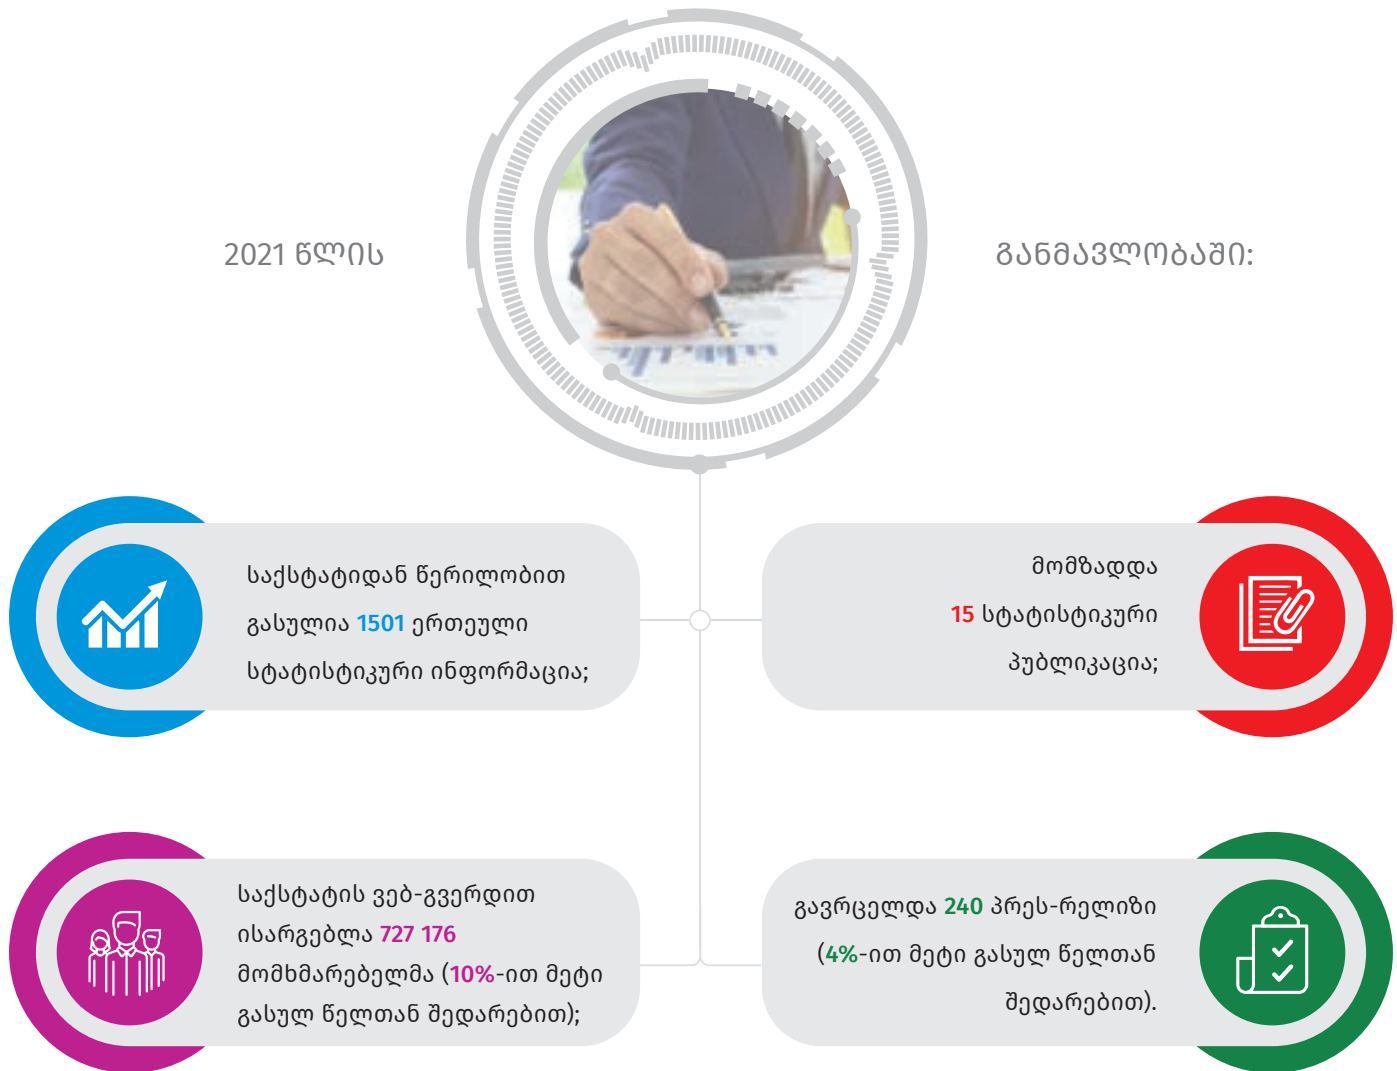 2021 წლის
განმავლობაში:
საქსტატიდან წერილობით
გასულია 1501 ერთეული
სტატისტიკური ინფორმაცია;
მომზადდა
15 სტატისტიკური
პუბლიკაცია;
საქსტატის ვებ-გვერდით
ისარგებლა 727 176
მომხმარებელმა (10%-ით მეტი
გასულ წელთან შედარებით);
გავრცელდა 240 პრეს-რელიზი
(4%-ით მეტი გასულ წელთან
შედარებით).